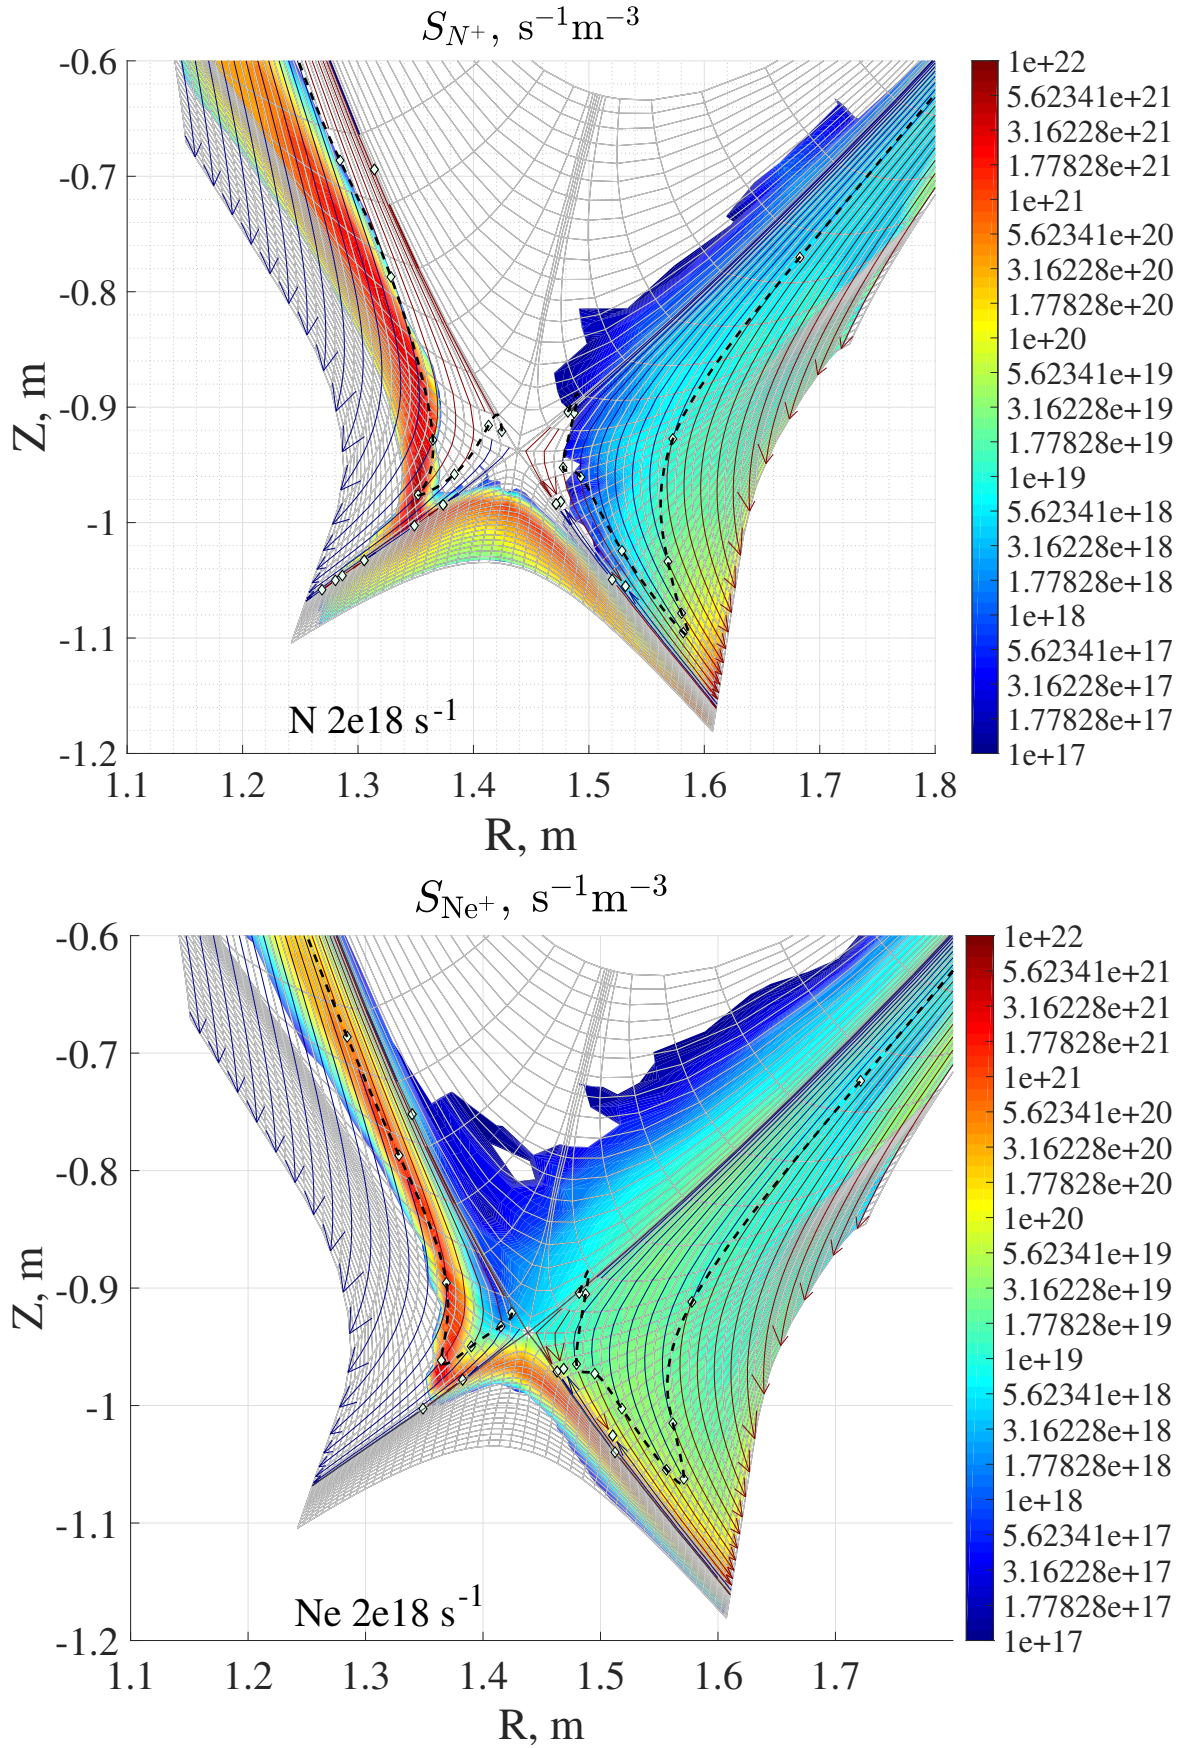 S_{N^+}, s^{-1}m^{-3}
-0.6
-0.7
-0.8
-0.9
-1
-1.1
-1.2
Z, m
N 2e18 s^{-1}
1.1 1.2 1.3 1.4 1.5 1.6 1.7 1.8
R, m
1e+22
5.62341e+21
3.16228e+21
1.77828e+21
1e+21
5.62341e+20
3.16228e+20
1.77828e+20
1e+20
5.62341e+19
3.16228e+19
1.77828e+19
1e+19
5.62341e+18
3.16228e+18
1.77828e+18
1e+18
5.62341e+17
3.16228e+17
1.77828e+17
1e+17
S_{Ne^+}, s^{-1}m^{-3}
-0.6
-0.7
-0.8
-0.9
-1
-1.1
-1.2
Z, m
Ne 2e18 s^{-1}
1.1 1.2 1.3 1.4 1.5 1.6 1.7
R, m
1e+22
5.62341e+21
3.16228e+21
1.77828e+21
1e+21
5.62341e+20
3.16228e+20
1.77828e+20
1e+20
5.62341e+19
3.16228e+19
1.77828e+19
1e+19
5.62341e+18
3.16228e+18
1.77828e+18
1e+18
5.62341e+17
3.16228e+17
1.77828e+17
1e+17